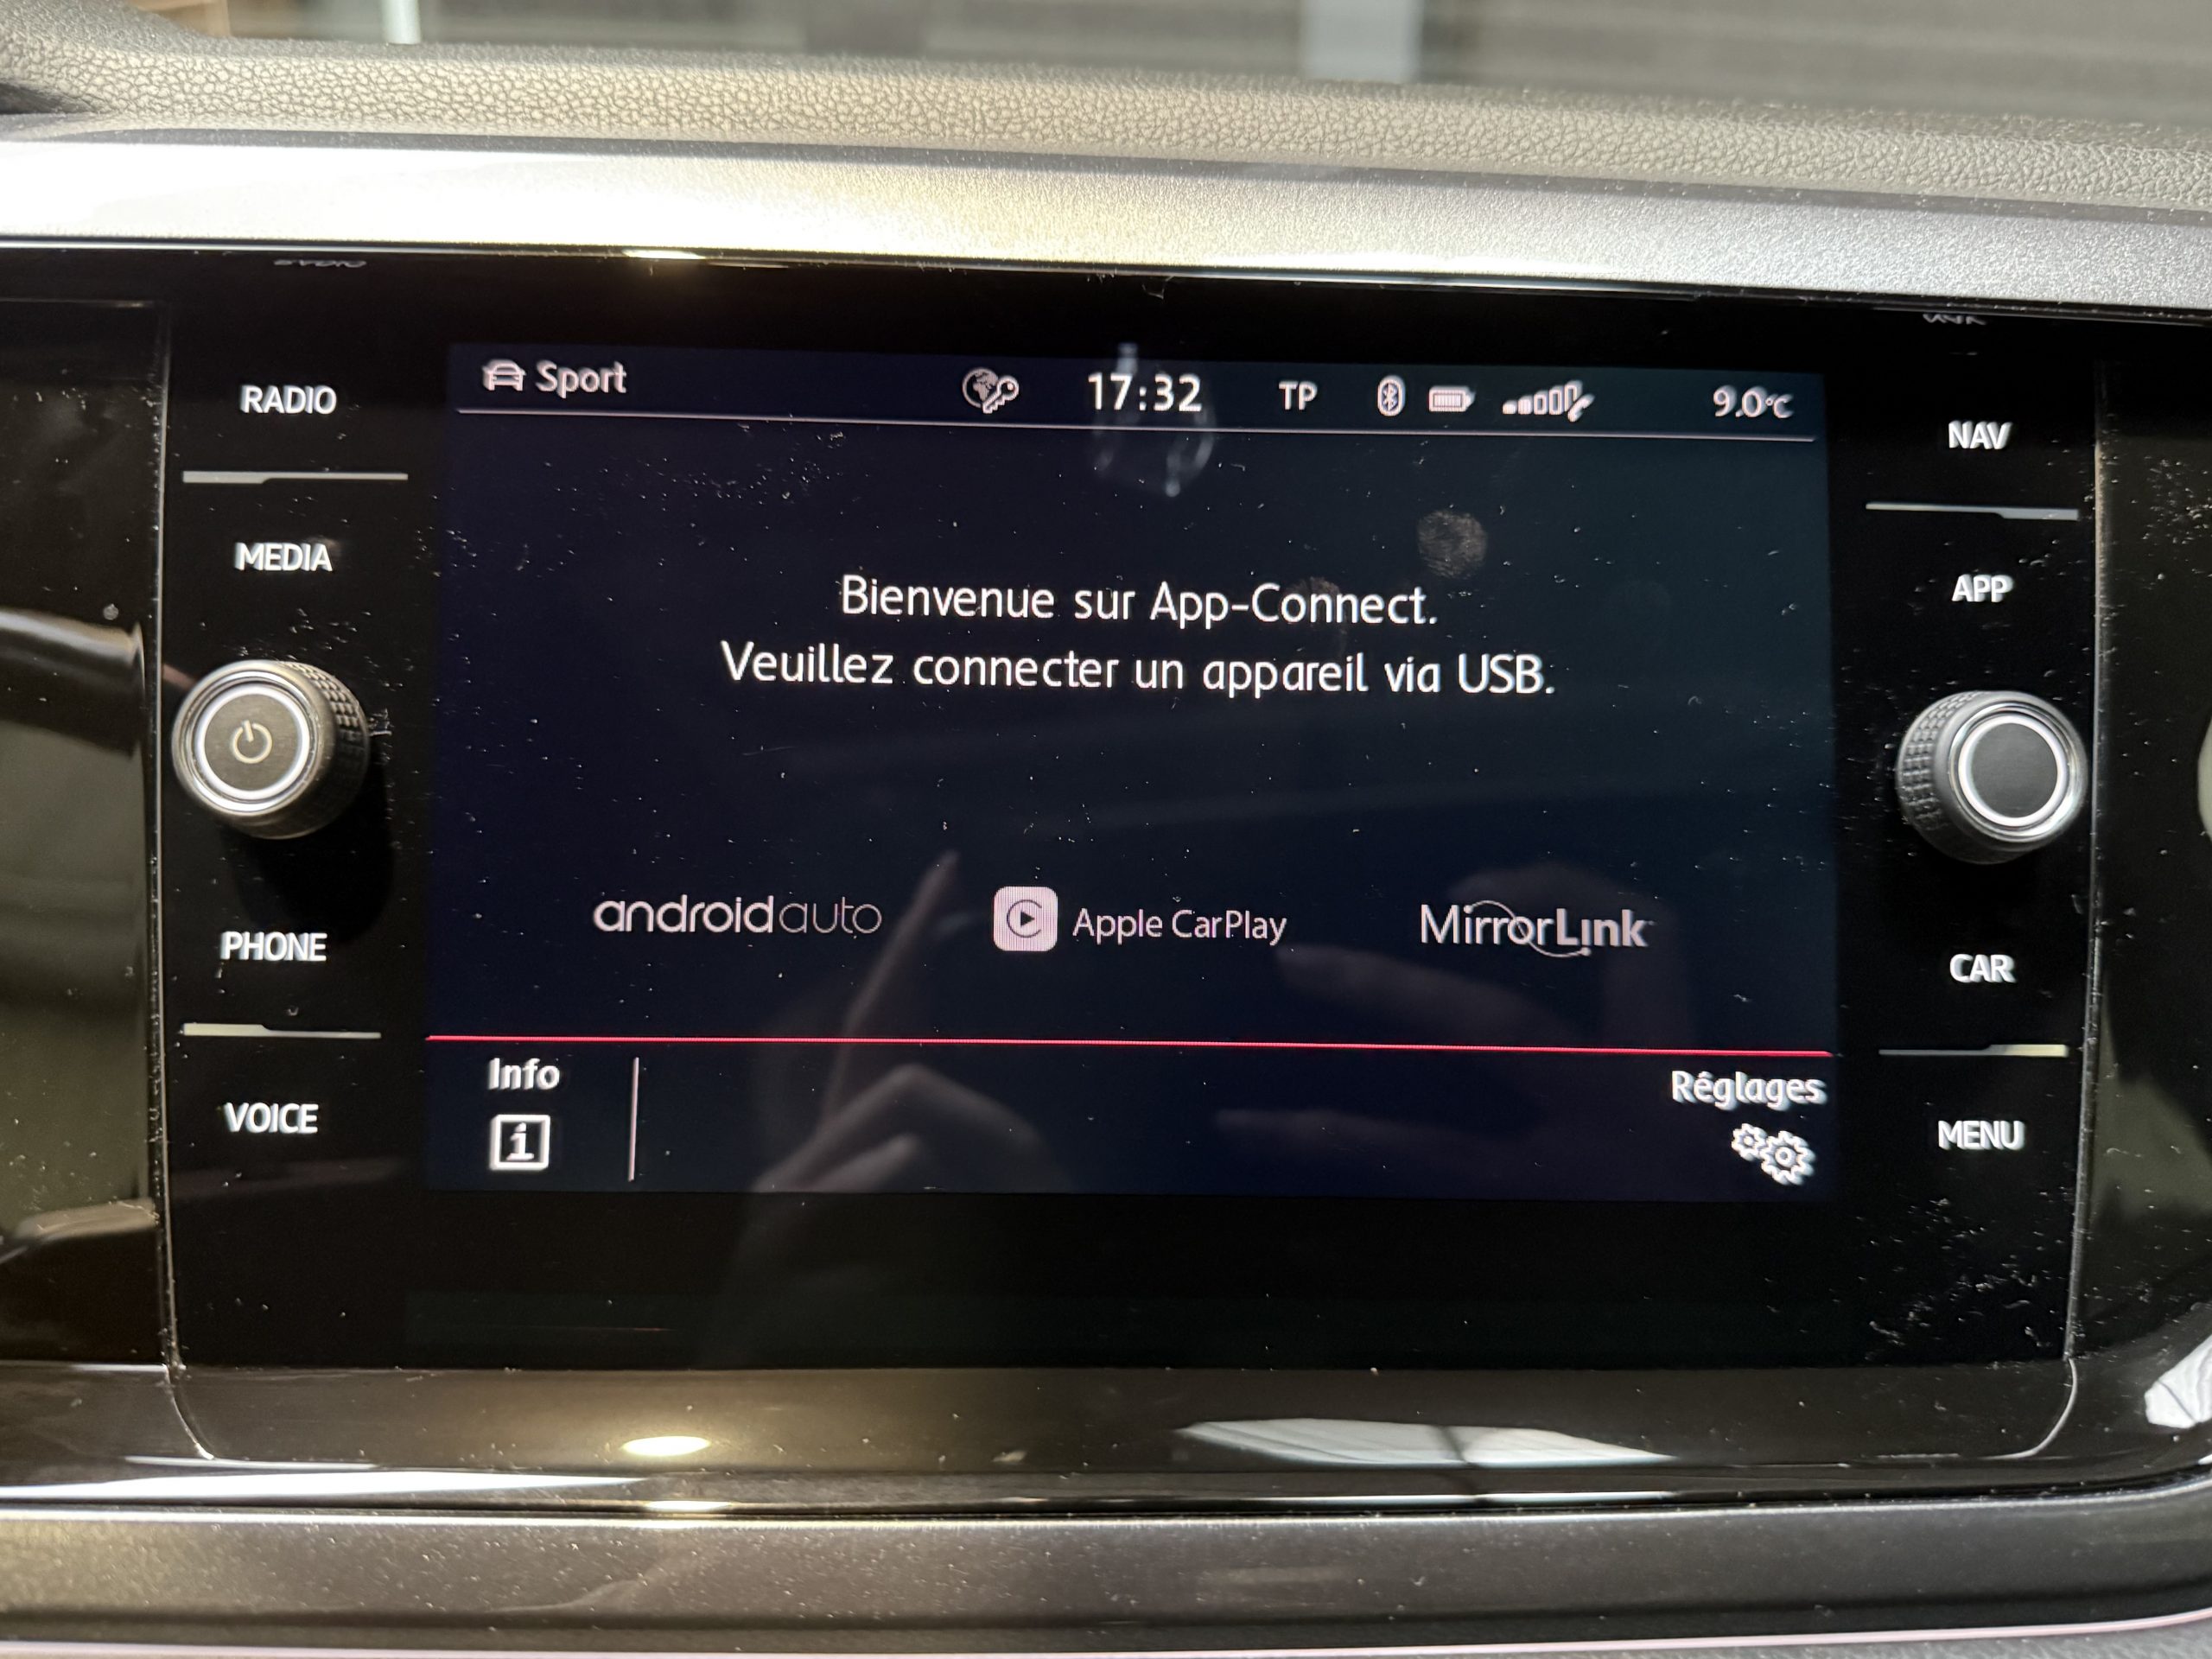 Sport 17:32 TP 9.0°C
RADIO
MEDIA
PHONE
VOICE
Bienvenue sur App-Connect.
Veuillez connecter un appareil via USB.
androidauto Apple CarPlay MirrorLink
Info
Réglages
NAV
APP
CAR
MENU